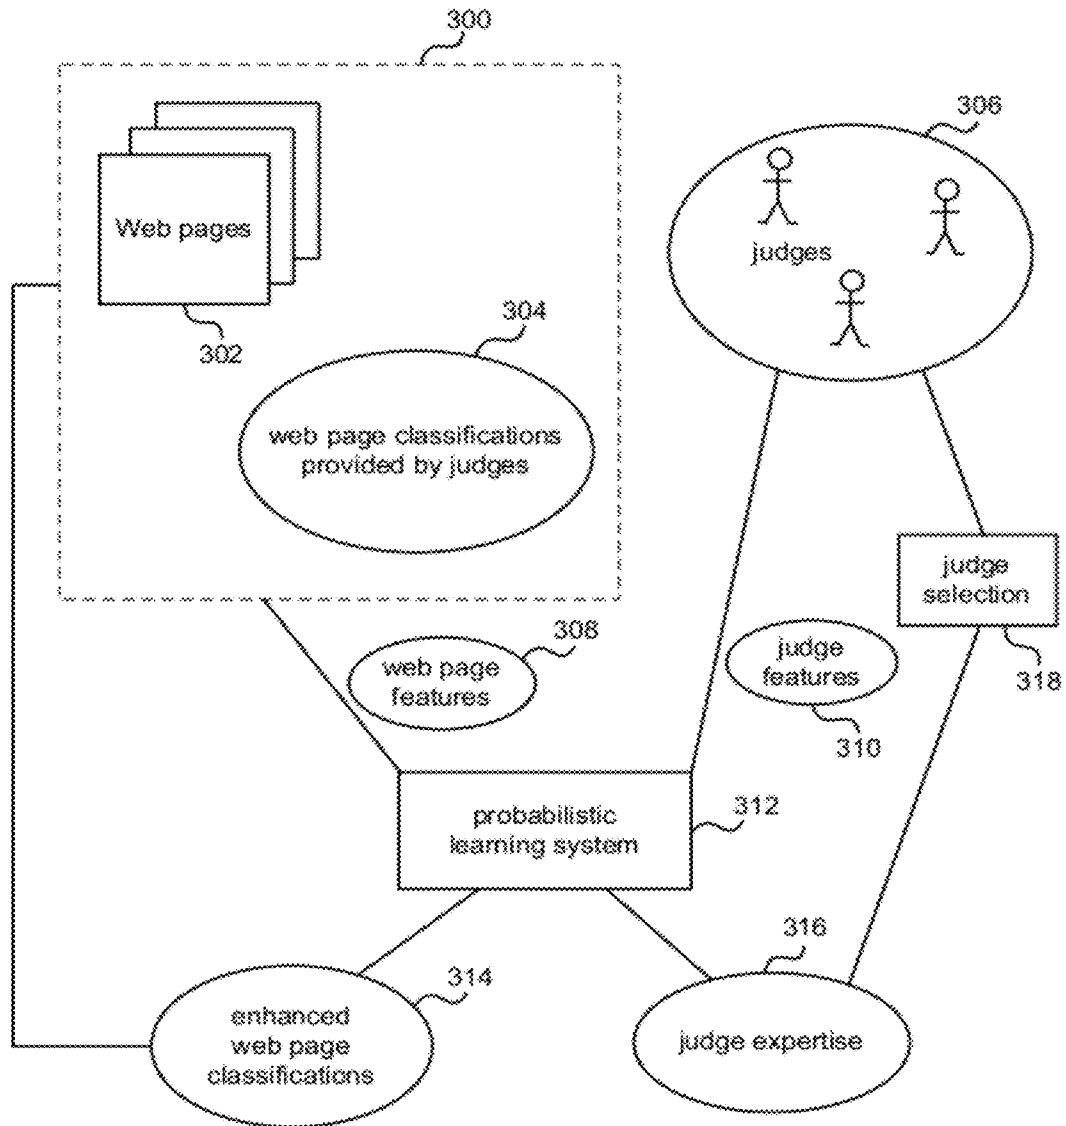 300
306
Web pages
judges
302
304
web page classifications
provided by judges
judge
selection
308
web page
features
judge
features
318
310
probabilistic
learning system
312
316
314
enhanced
web page
classifications
judge expertise